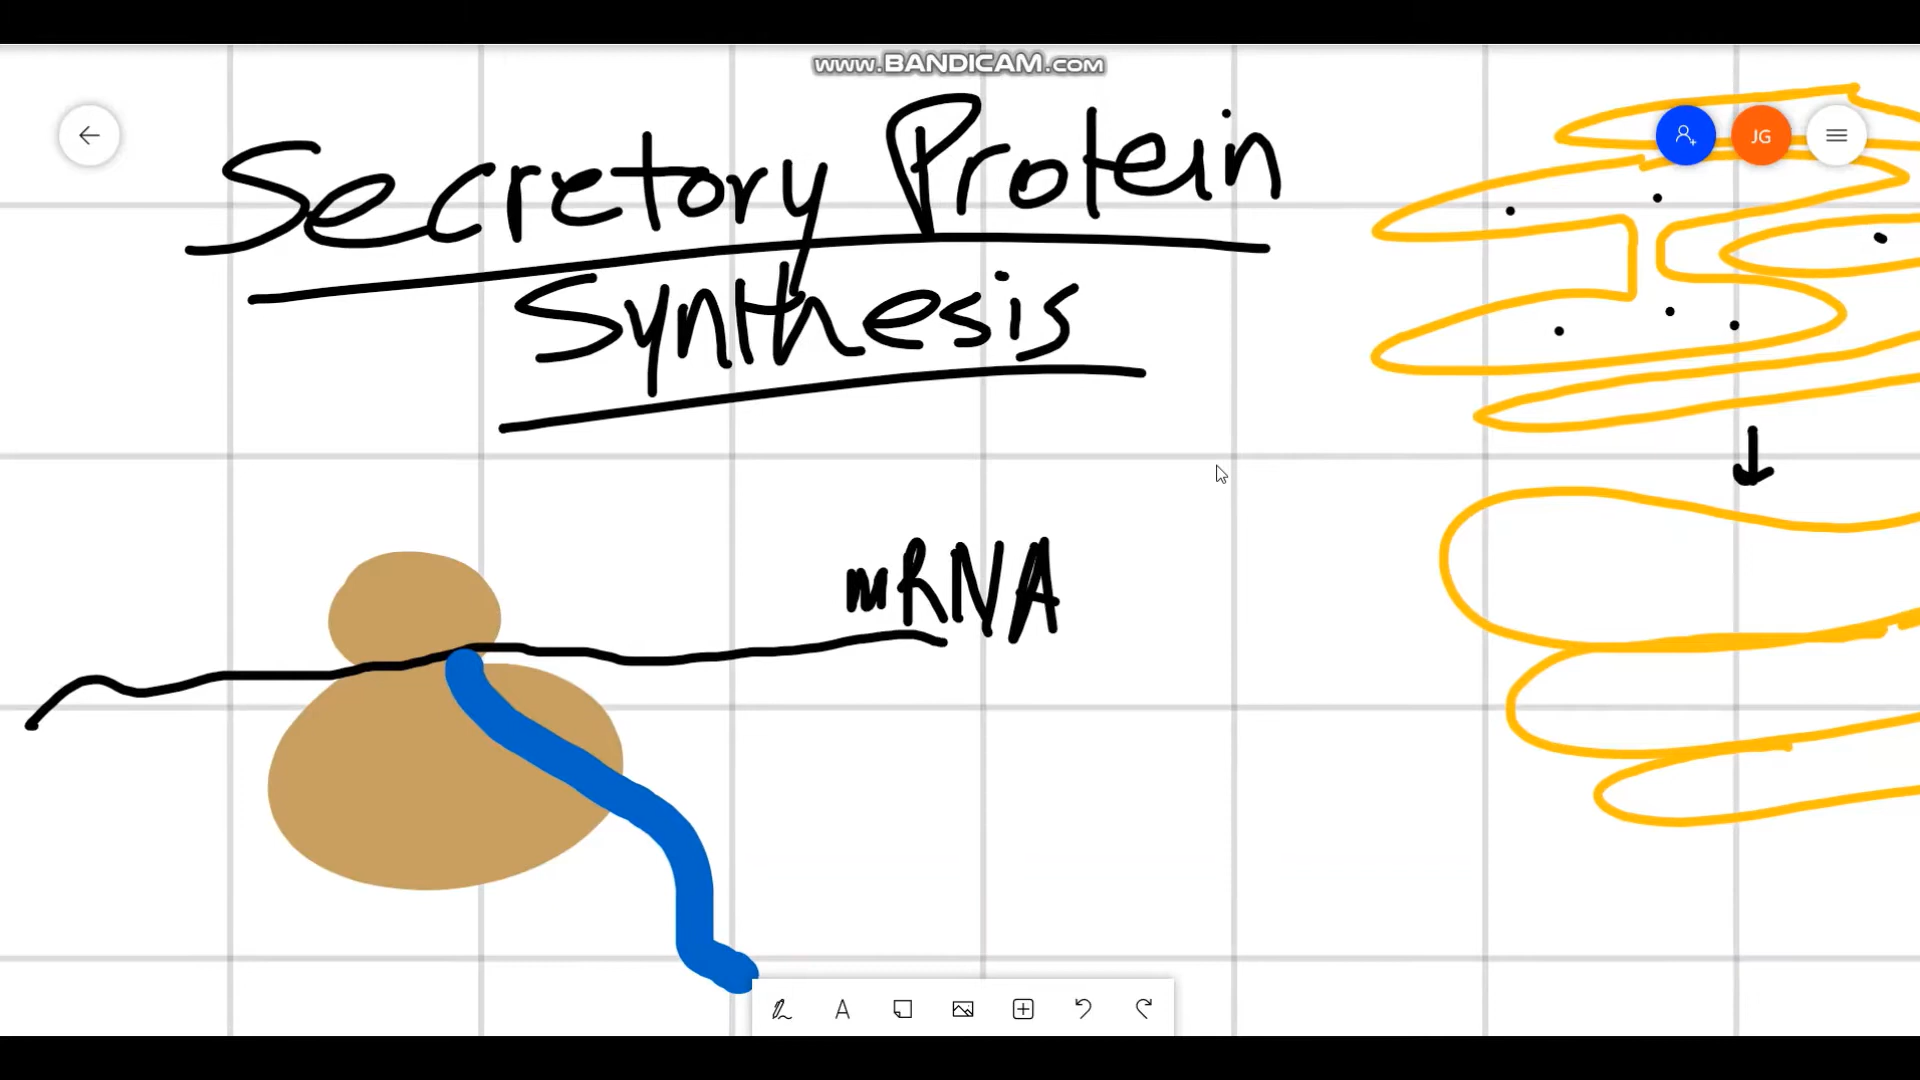 www.BANDICAM.com
Secretory Protein
Synthesis
JG
mRNA
A